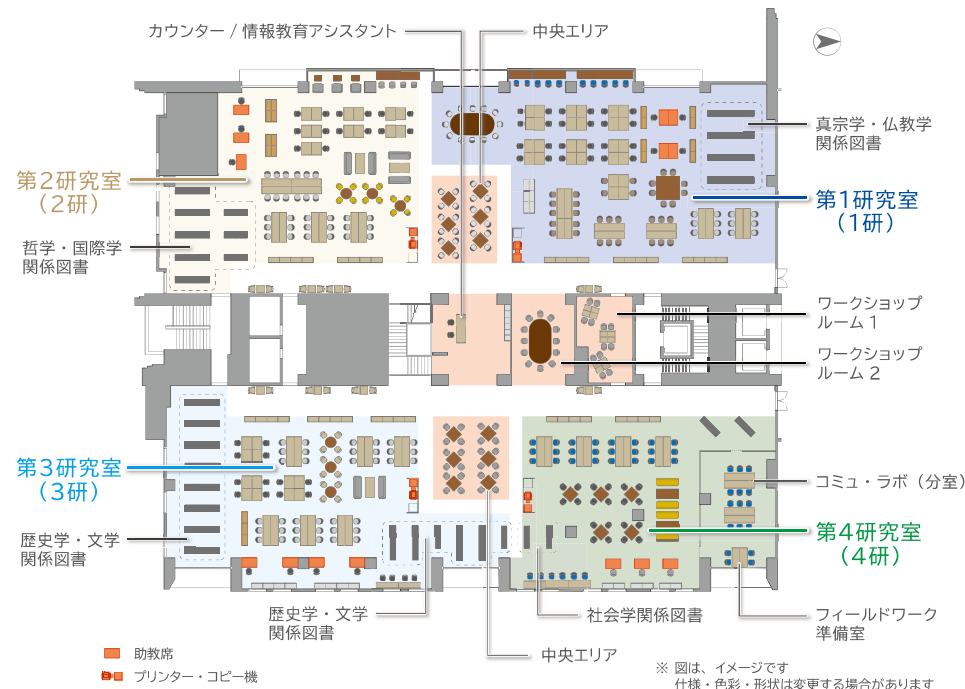 カウンター / 情報教育アシスタント
中央エリア
真宗学・仏教学
関係図書
第2研究室
(2研)
第1研究室
(1研)
哲学・国際学
関係図書
ワークショップ
ルーム1
ワークショップ
ルーム2
第3研究室
(3研)
コミュ・ラボ(分室)
第4研究室
(4研)
歴史学・文学
関係図書
歴史学・文学
関係図書
社会学関係図書
フィールドワーク
準備室
中央エリア
助教席
プリンター・コピー機
※ 図は、イメージです
仕様・色彩・形状は変更する場合があります